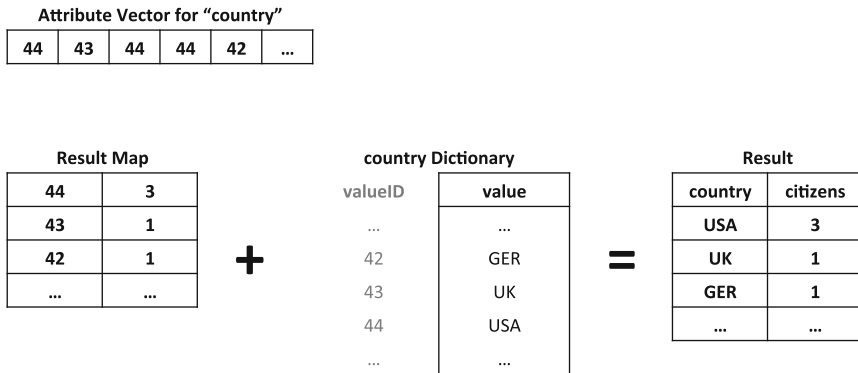 Attribute Vector for “country”
44 43 44 44 42 ...
Result Map
44 3
43 1
42 1
... ...
+
country Dictionary
valueID value
... ...
42 GER
43 UK
44 USA
... ...
=
Result
country citizens
USA 3
UK 1
GER 1
... ...